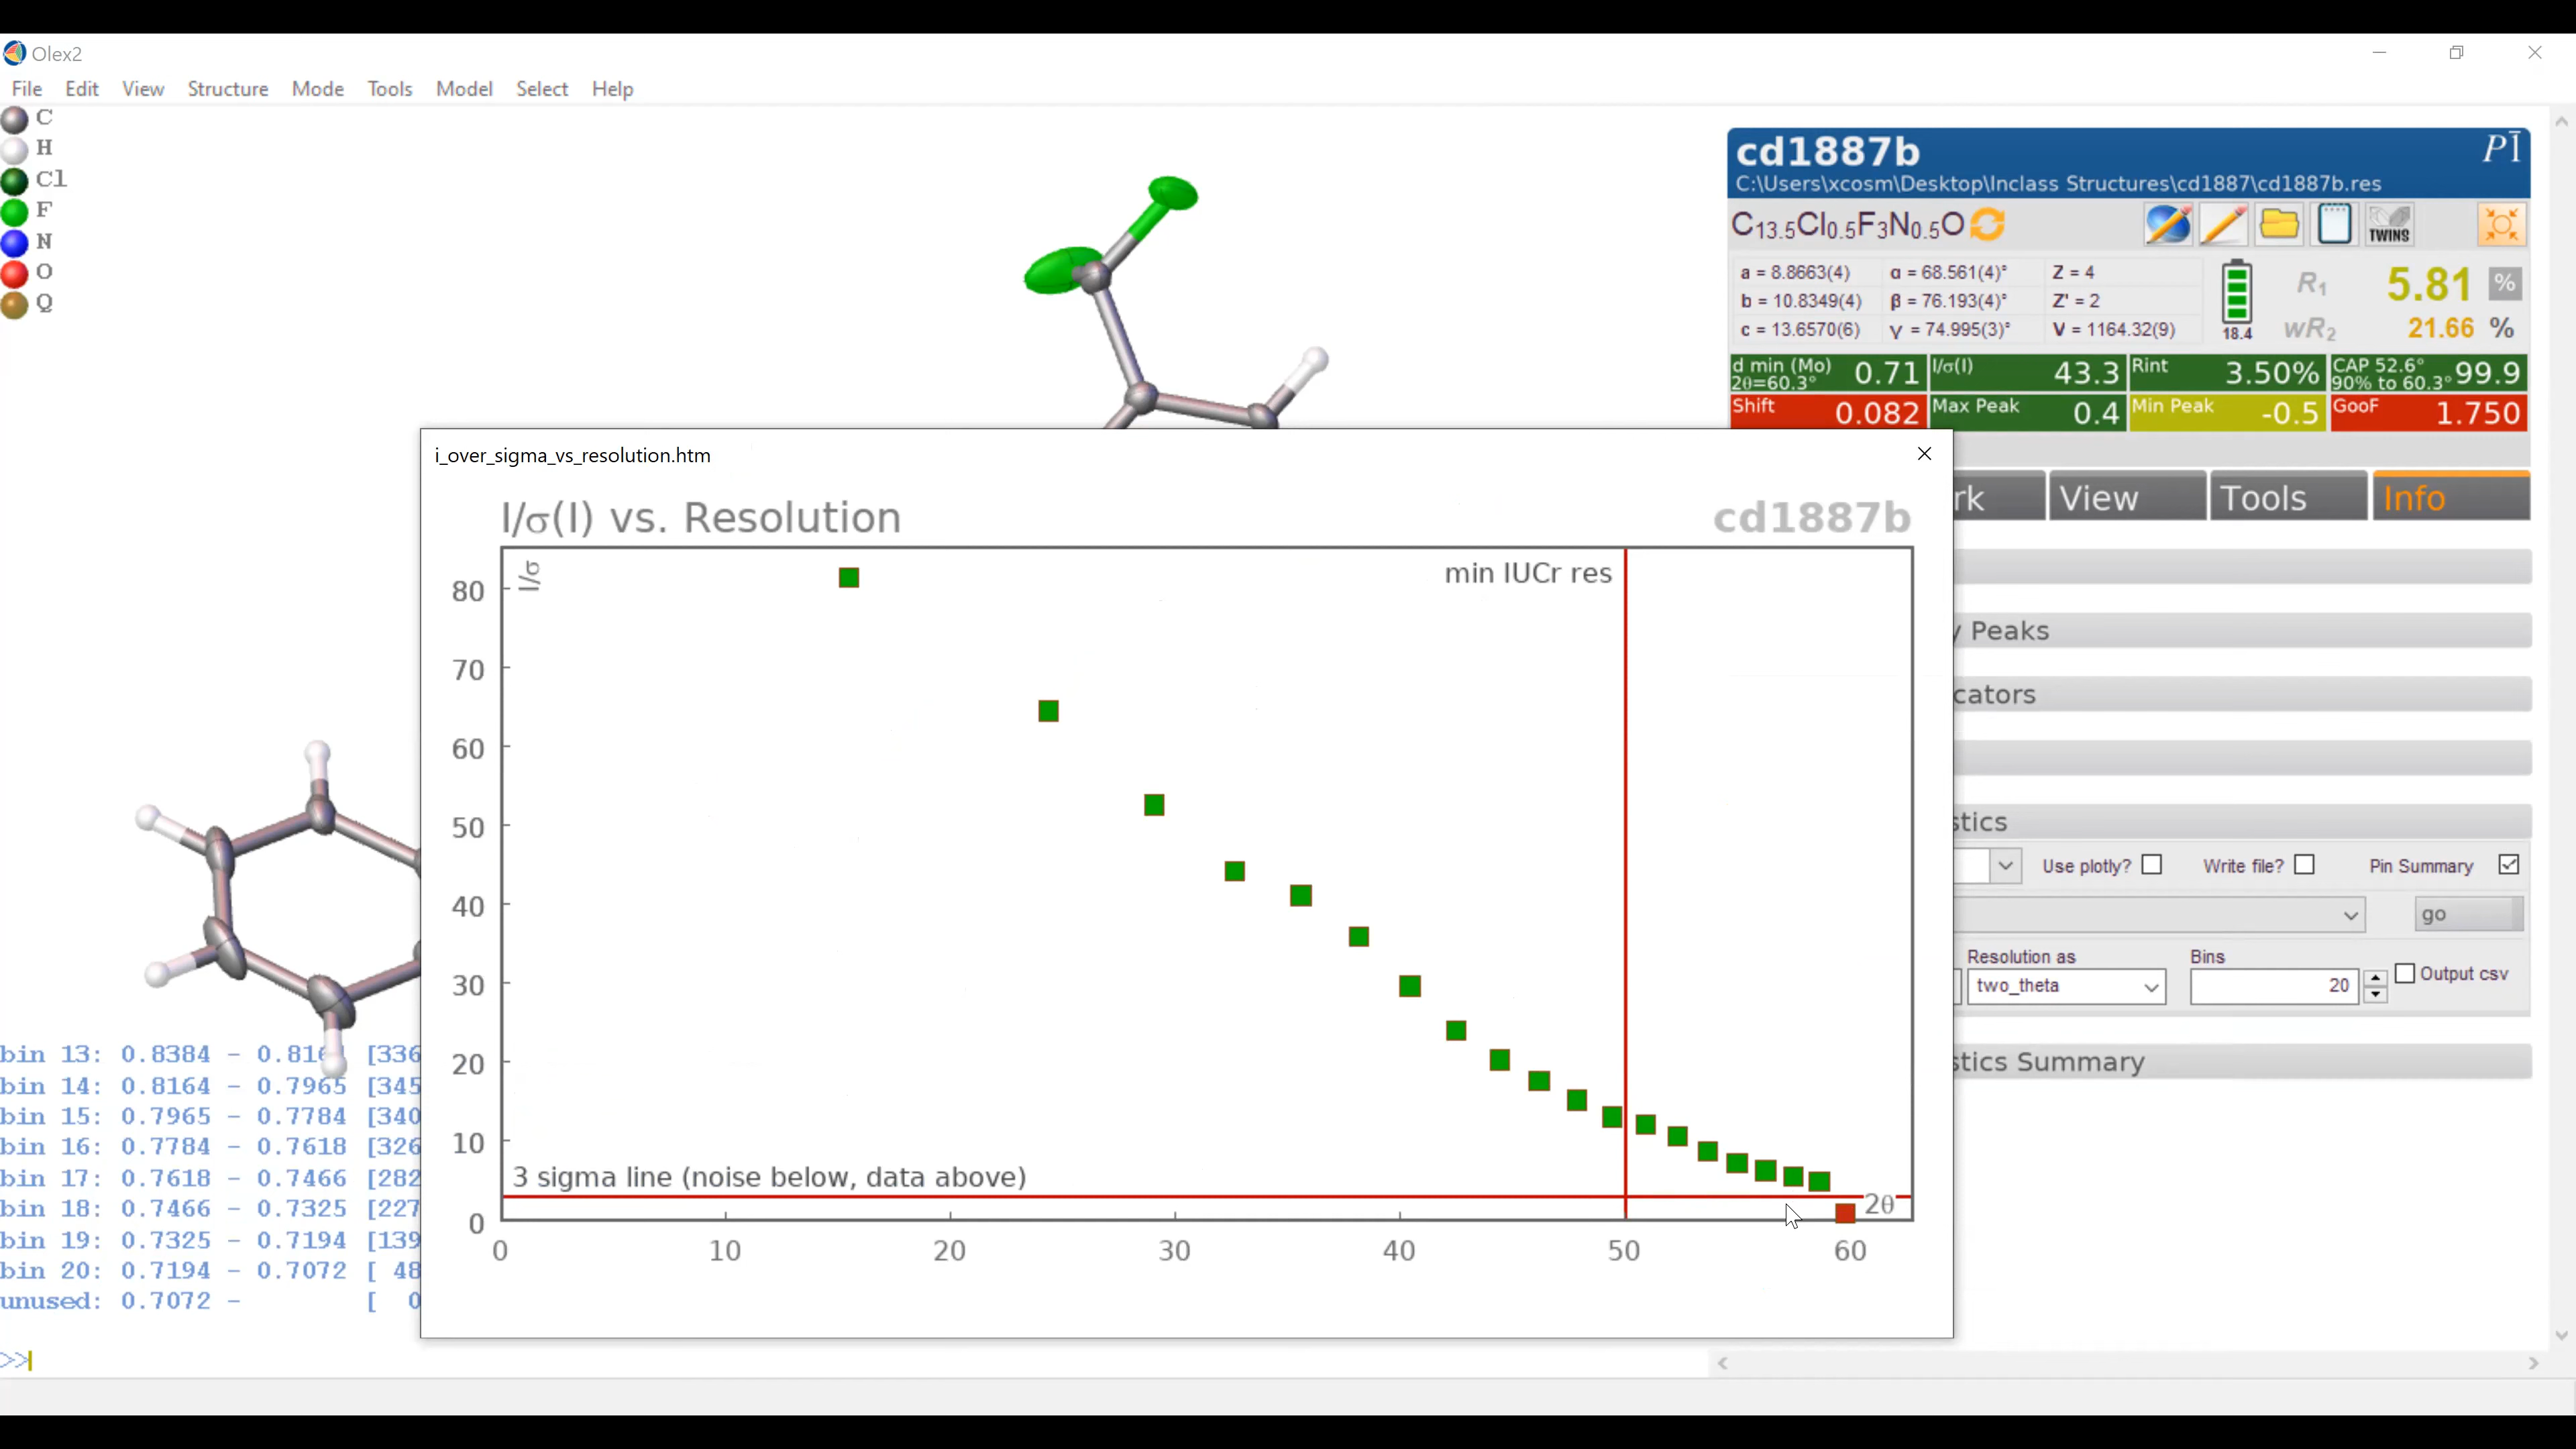 Olex2
File Edit View Structure Mode Tools Model Select Help
C
H
Cl
F
N
O
Q
cd1887b
P1̄
C:\Users\xcosm\Desktop\Inclass Structures\cd1887\cd1887b.res
C13.5Cl0.5F3N0.5O
TWINS
a = 8.8663(4) α = 68.561(4)° Z = 4
b = 10.8349(4) β = 76.193(4)° Z' = 2
c = 13.6570(6) γ = 74.995(3)° V = 1164.32(9)
18.4
R1 5.81 %
wR2 21.66 %
d min (Mo) 2θ=60.3° 0.71 I/σ(I) 43.3 Rint 3.50% CAP 52.6° 90% to 60.3° 99.9
Shift 0.082 Max Peak 0.4 Min Peak -0.5 GooF 1.750
rk View Tools Info
y Peaks
cators
stics
Use plotly? Write file? Pin Summary
go
Resolution as Bins
two_theta 20 Output csv
stics Summary
i_over_sigma_vs_resolution.htm
I/σ(I) vs. Resolution cd1887b
I/σ
min IUCr res
80
70
60
50
40
30
20
10
0
3 sigma line (noise below, data above)
2θ
0 10 20 30 40 50 60
bin 13: 0.8384 - 0.816 [336
bin 14: 0.8164 - 0.7965 [345
bin 15: 0.7965 - 0.7784 [340
bin 16: 0.7784 - 0.7618 [326
bin 17: 0.7618 - 0.7466 [282
bin 18: 0.7466 - 0.7325 [227
bin 19: 0.7325 - 0.7194 [139
bin 20: 0.7194 - 0.7072 [ 48
unused: 0.7072 - [ 0
>>